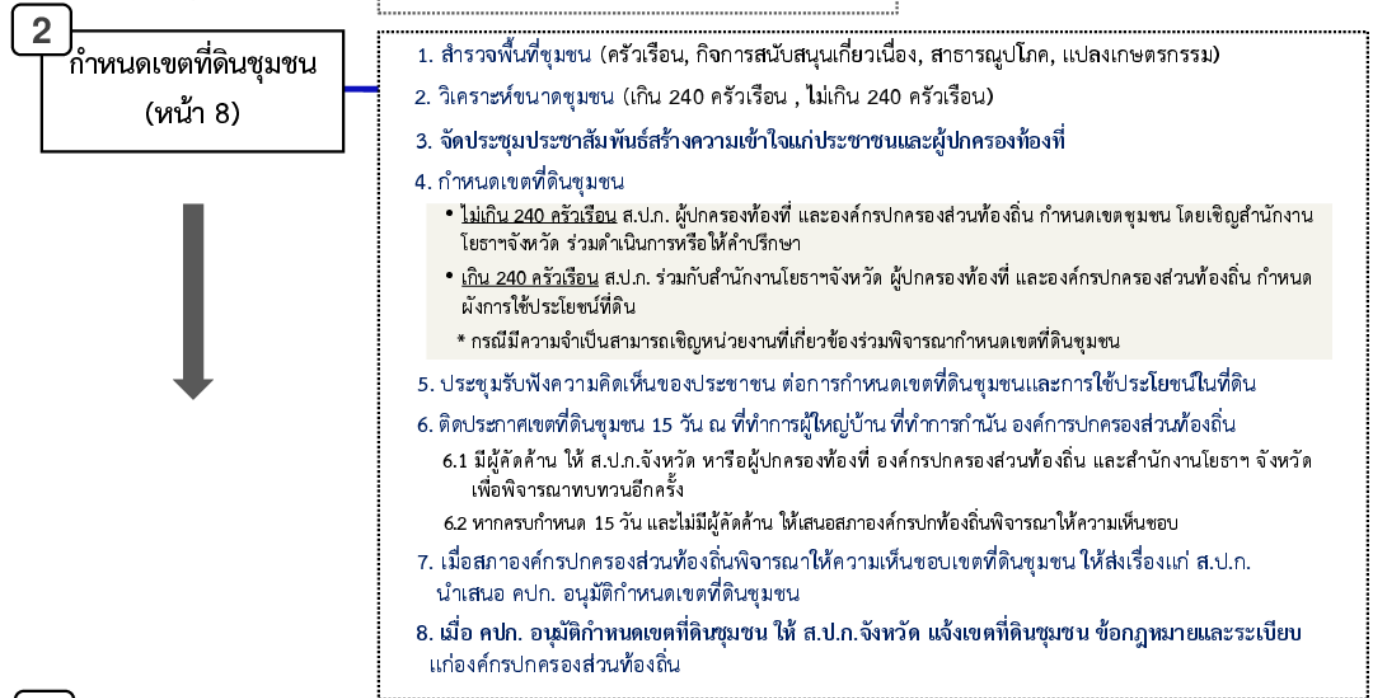 2
กำหนดเขตที่ดินชุมชน
(หน้า 8)
1. สำรวจพื้นที่ชุมชน (ครัวเรือน, กิจการสนับสนุนเกี่ยวเนื่อง, สาธารณูปโภค, แปลงเกษตรกรรม)
2. วิเคราะห์ขนาดชุมชน (เกิน 240 ครัวเรือน , ไม่เกิน 240 ครัวเรือน)
3. จัดประชุมประชาสัมพันธ์สร้างความเข้าใจแก่ประชาชนและผู้ปกครองท้องที่
4. กำหนดเขตที่ดินชุมชน
• ไม่เกิน 240 ครัวเรือน ส.ป.ก. ผู้ปกครองท้องที่ และองค์กรปกครองส่วนท้องถิ่น กำหนดเขตชุมชน โดยเชิญสำนักงาน
โยธาฯจังหวัด ร่วมดำเนินการหรือให้คำปรึกษา
• เกิน 240 ครัวเรือน ส.ป.ก. ร่วมกับสำนักงานโยธาฯจังหวัด ผู้ปกครองท้องที่ และองค์กรปกครองส่วนท้องถิ่น กำหนด
ผังการใช้ประโยชน์ที่ดิน
* กรณีมีความจำเป็นสามารถเชิญหน่วยงานที่เกี่ยวข้องร่วมพิจารณากำหนดเขตที่ดินชุมชน
5. ประชุมรับฟังความคิดเห็นของประชาชน ต่อการกำหนดเขตที่ดินชุมชนและการใช้ประโยชน์ในที่ดิน
6. ติดประกาศเขตที่ดินชุมชน 15 วัน ณ ที่ทำการผู้ใหญ่บ้าน ที่ทำการกำนัน องค์การปกครองส่วนท้องถิ่น
6.1 มีผู้คัดค้าน ให้ ส.ป.ก.จังหวัด หารือผู้ปกครองท้องที่ องค์กรปกครองส่วนท้องถิ่น และสำนักงานโยธาฯ จังหวัด
เพื่อพิจารณาทบทวนอีกครั้ง
6.2 หากครบกำหนด 15 วัน และไม่มีผู้คัดค้าน ให้เสนอสภาองค์กรปกท้องถิ่นพิจารณาให้ความเห็นชอบ
7. เมื่อสภาองค์กรปกครองส่วนท้องถิ่นพิจารณาให้ความเห็นชอบเขตที่ดินชุมชน ให้ส่งเรื่องแก่ ส.ป.ก.
นำเสนอ คปก. อนุมัติกำหนดเขตที่ดินชุมชน
8. เมื่อ คปก. อนุมัติกำหนดเขตที่ดินชุมชน ให้ ส.ป.ก.จังหวัด แจ้งเขตที่ดินชุมชน ข้อกฎหมายและระเบียบ
แก่องค์กรปกครองส่วนท้องถิ่น